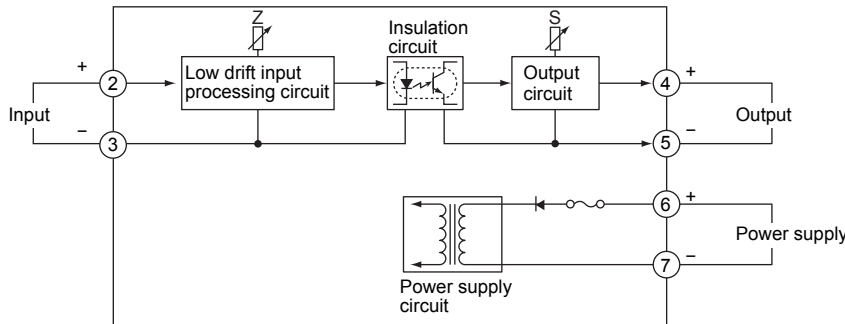 Z
S
Insulation
circuit
+
2
Low drift input
processing circuit
Output
circuit
4
+
Input
Output
−
3
5
−
6
+
Power supply
7
−
Power supply
circuit